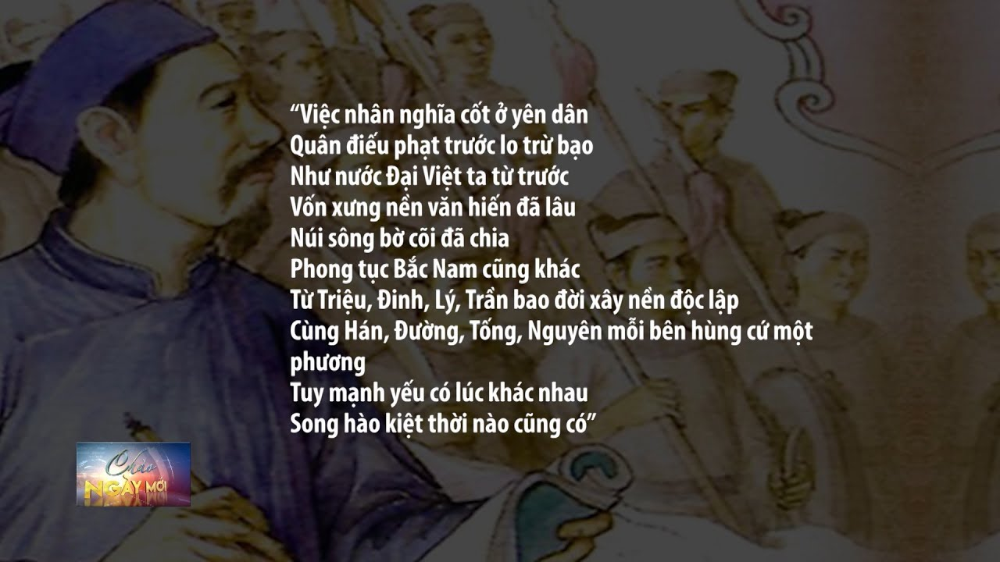 “Việc nhân nghĩa cốt ở yên dân
Quân điếu phạt trước lo trừ bạo
Như nước Đại Việt ta từ trước
Vốn xưng nền văn hiến đã lâu
Núi sông bờ cõi đã chia
Phong tục Bắc Nam cũng khác
Từ Triệu, Đinh, Lý, Trần bao đời xây nền độc lập
Cùng Hán, Đường, Tống, Nguyên mỗi bên hùng cứ một
phương
Tuy mạnh yếu có lúc khác nhau
Song hào kiệt thời nào cũng có”
Chào
NGÀY MỚI